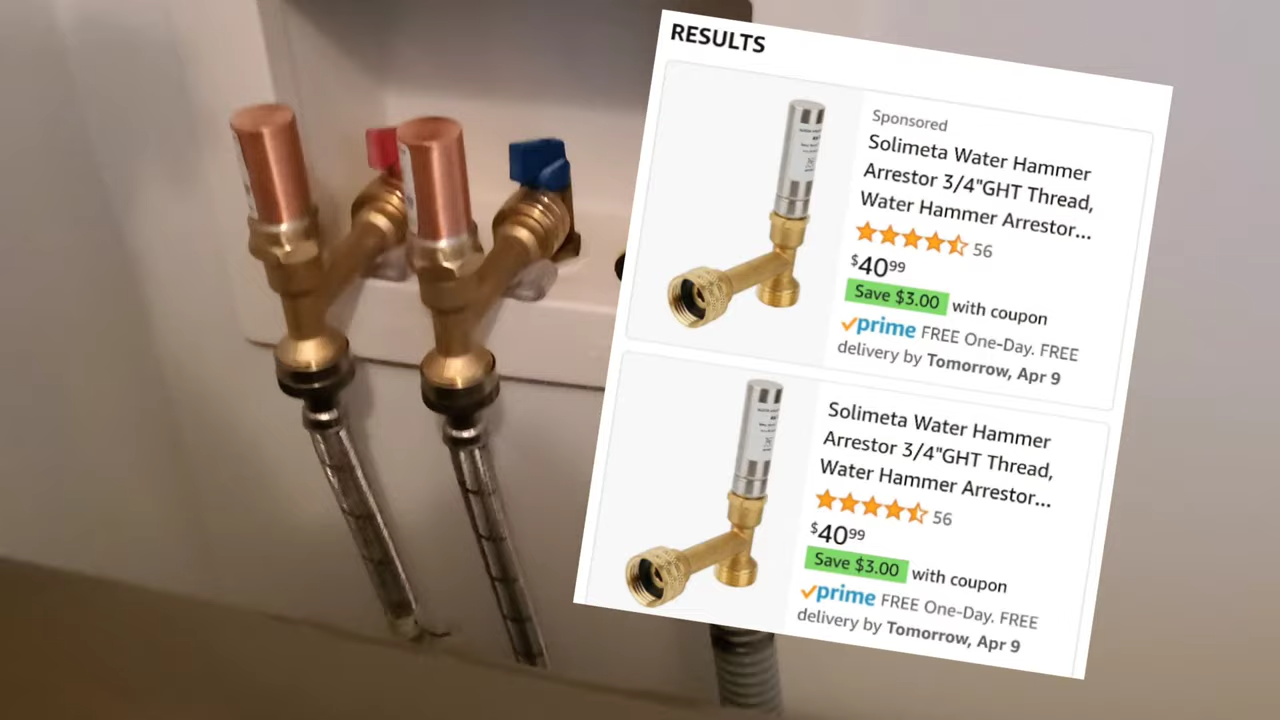 RESULTS
Sponsored
Solimeta Water Hammer
Arrestor 3/4"GHT Thread,
Water Hammer Arrestor...
56
$40 99
Save $3.00 with coupon
prime FREE One-Day. FREE
delivery by Tomorrow, Apr 9
Solimeta Water Hammer
Arrestor 3/4"GHT Thread,
Water Hammer Arrestor...
56
$40 99
Save $3.00 with coupon
prime FREE One-Day. FREE
delivery by Tomorrow, Apr 9